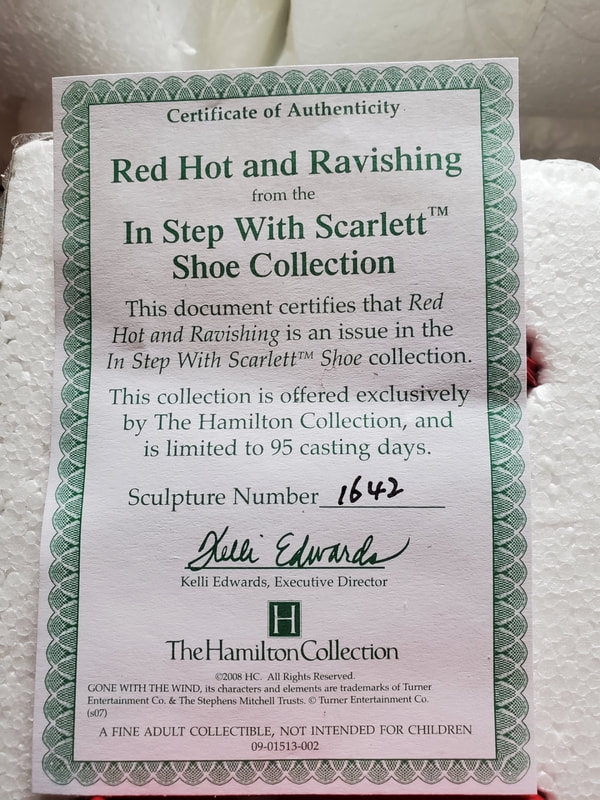 Certificate of Authenticity
Red Hot and Ravishing
from the
In Step With Scarlett™
Shoe Collection
This document certifies that Red
Hot and Ravishing is an issue in the
In Step With Scarlett™ Shoe collection.
This collection is offered exclusively
by The Hamilton Collection, and
is limited to 95 casting days.
Sculpture Number 1642
Kelli Edwards
Kelli Edwards, Executive Director
H
The Hamilton Collection
©2008 HC. All Rights Reserved.
GONE WITH THE WIND, its characters and elements are trademarks of Turner
Entertainment Co. & The Stephens Mitchell Trusts. © Turner Entertainment Co.
(s07)
A FINE ADULT COLLECTIBLE, NOT INTENDED FOR CHILDREN
09-01513-002